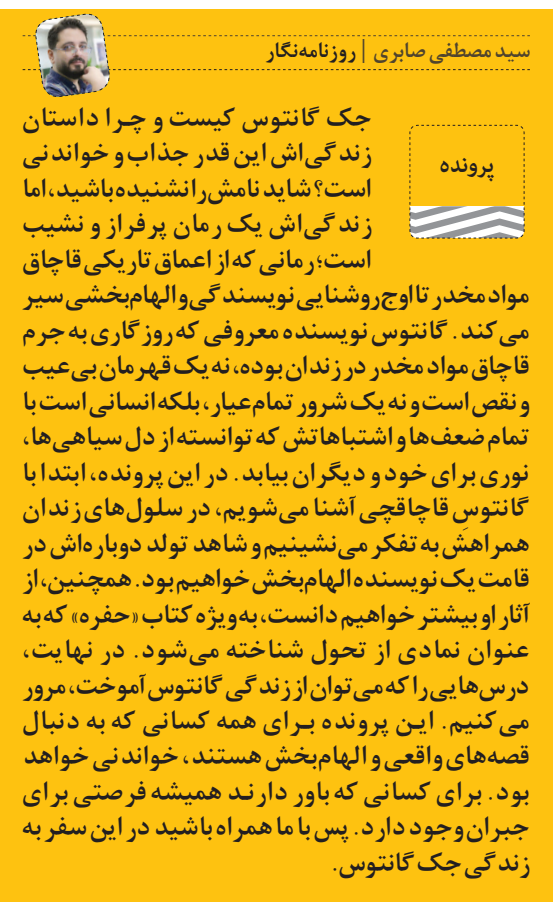 سید مصطفی صابری | روزنامه‌نگار
پرونده
جک گانتوس کیست و چرا داستان
زندگی‌اش این قدر جذاب و خواندنی
است؟ شاید نامش را نشنیده باشید، اما
زندگی‌اش یک رمان پرفراز و نشیب
است؛ رمانی که از اعماق تاریکی قاچاق
مواد مخدر تا اوج روشنایی نویسندگی و الهام‌بخشی سیر
می‌کند. گانتوس نویسنده معروفی که روزگاری به جرم
قاچاق مواد مخدر در زندان بوده، نه یک قهرمان بی‌عیب
و نقص است و نه یک شرور تمام‌عیار، بلکه انسانی است با
تمام ضعف‌ها و اشتباهاتش که توانسته از دل سیاهی‌ها،
نوری برای خود و دیگران بیابد. در این پرونده، ابتدا با
گانتوسِ قاچاقچی آشنا می‌شویم، در سلول‌های زندان
همراهش به تفکر می‌نشینیم و شاهد تولد دوباره‌اش در
قامت یک نویسنده الهام‌بخش خواهیم بود. همچنین، از
آثار او بیشتر خواهیم دانست، به‌ویژه کتاب «حفره» که به
عنوان نمادی از تحول شناخته می‌شود. در نهایت،
درس‌هایی را که می‌توان از زندگی گانتوس آموخت، مرور
می‌کنیم. این پرونده برای همه کسانی که به دنبال
قصه‌های واقعی و الهام‌بخش هستند، خواندنی خواهد
بود. برای کسانی که باور دارند همیشه فرصتی برای
جبران وجود دارد. پس با ما همراه باشید در این سفر به
زندگی جک گانتوس.